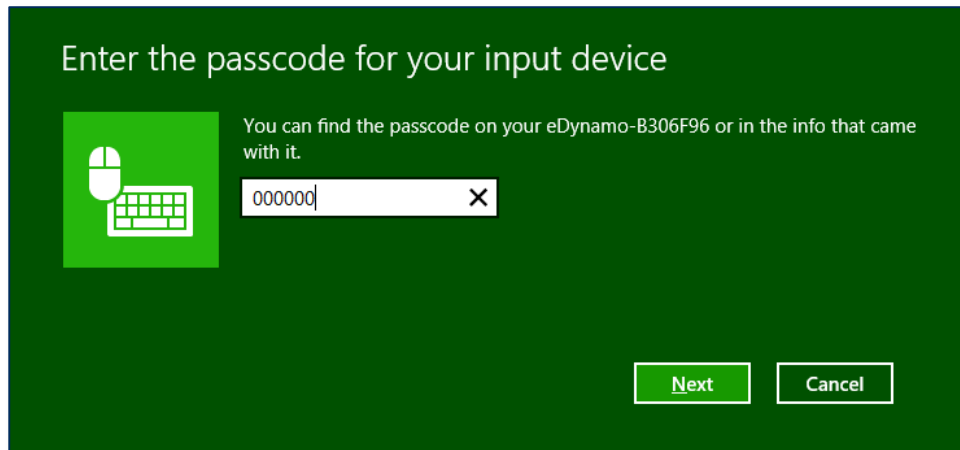 Enter the passcode for your input device
You can find the passcode on your eDynamo-B306F96 or in the info that came
with it.
000000
Next
Cancel